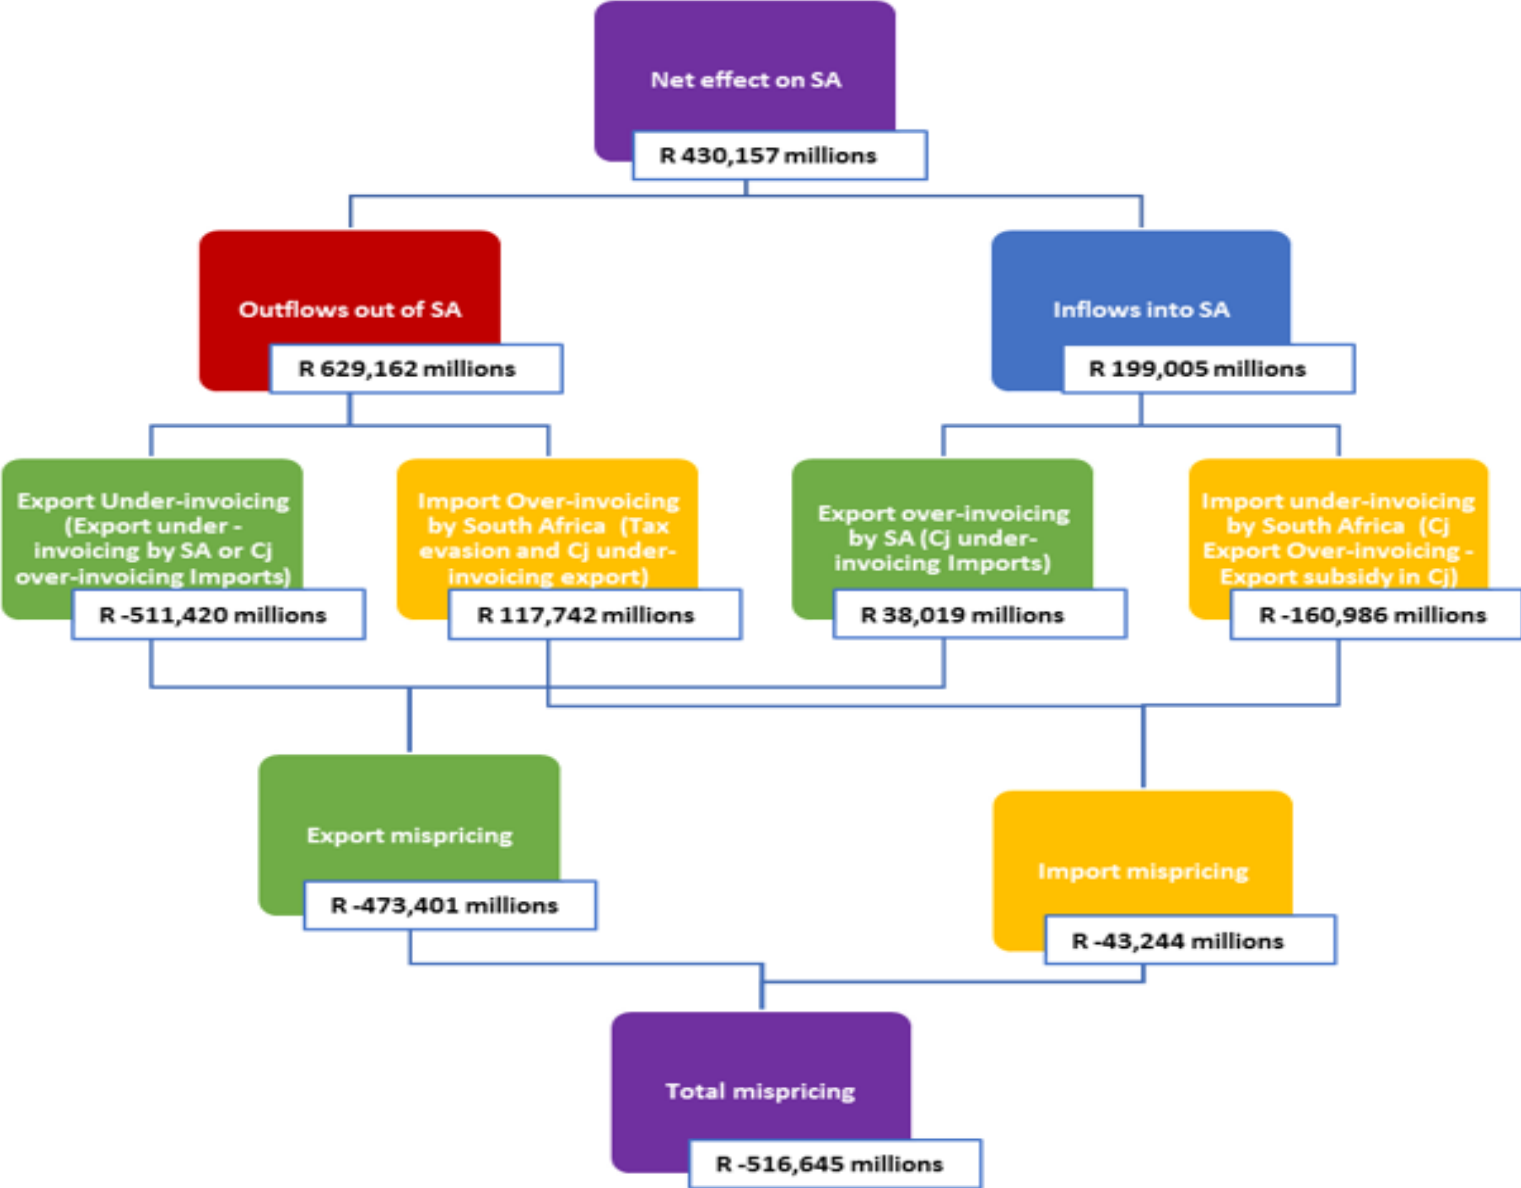 Net effect on SA
R 430,157 millions
Outflows out of SA
R 629,162 millions
Inflows into SA
R 199,005 millions
Export Under-invoicing
(Export under -
invoicing by SA or Cj
over-invoicing Imports)
R -511,420 millions
Import Over-invoicing
by South Africa (Tax
evasion and Cj under-
invoicing export)
R 117,742 millions
Export over-invoicing
by SA (Cj under-
invoicing Imports)
R 38,019 millions
Import under-invoicing
by South Africa (Cj
Export Over-invoicing -
Export subsidy in Cj)
R -160,986 millions
Export mispricing
R -473,401 millions
Import mispricing
R -43,244 millions
Total mispricing
R -516,645 millions